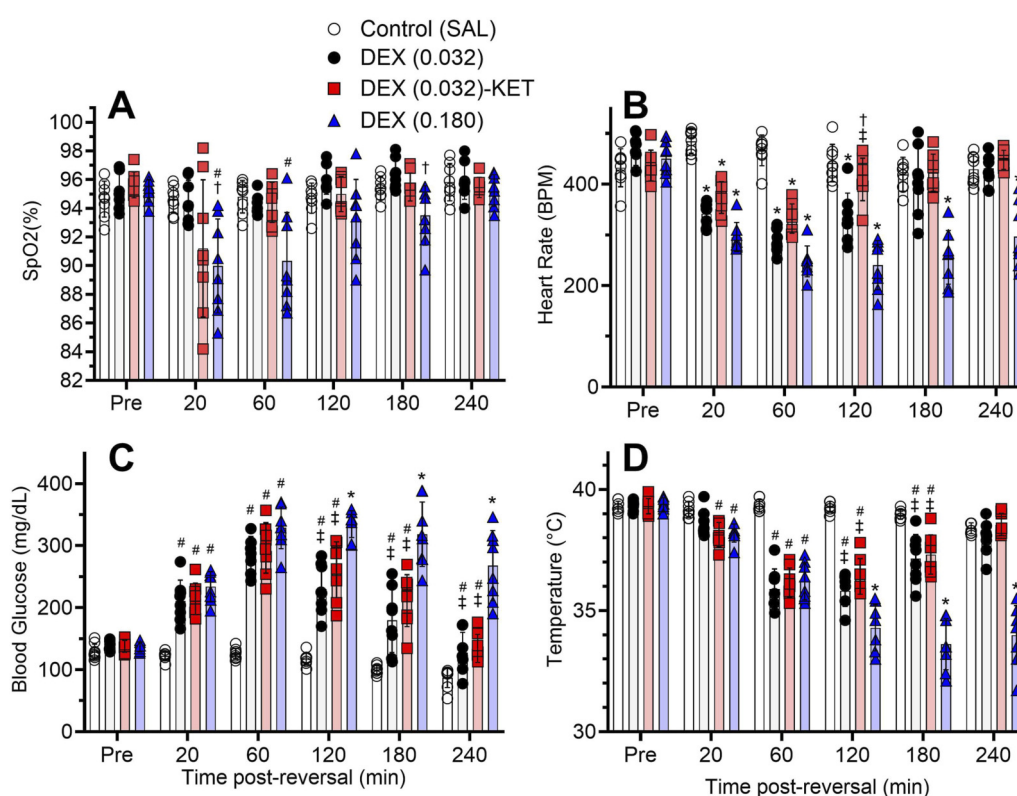 Control (SAL)
DEX (0.032)
DEX (0.032)-KET
DEX (0.180)
A
SpO2(%)
100
98
96
94
92
90
88
86
84
82
# †
#
†
Pre 20 60 120 180 240
B
Heart Rate (BPM)
400
200
0
* * *
* * *
* † ‡ *
*
*
Pre 20 60 120 180 240
C
Blood Glucose (mg/dL)
400
300
200
100
0
# # #
# # #
# ‡ # ‡ *
# ‡ # ‡ *
# ‡ # ‡ *
Pre 20 60 120 180 240
Time post-reversal (min)
D
Temperature (°C)
40
35
30
# #
# # #
# ‡ # ‡ *
# ‡ # ‡ *
*
Pre 20 60 120 180 240
Time post-reversal (min)